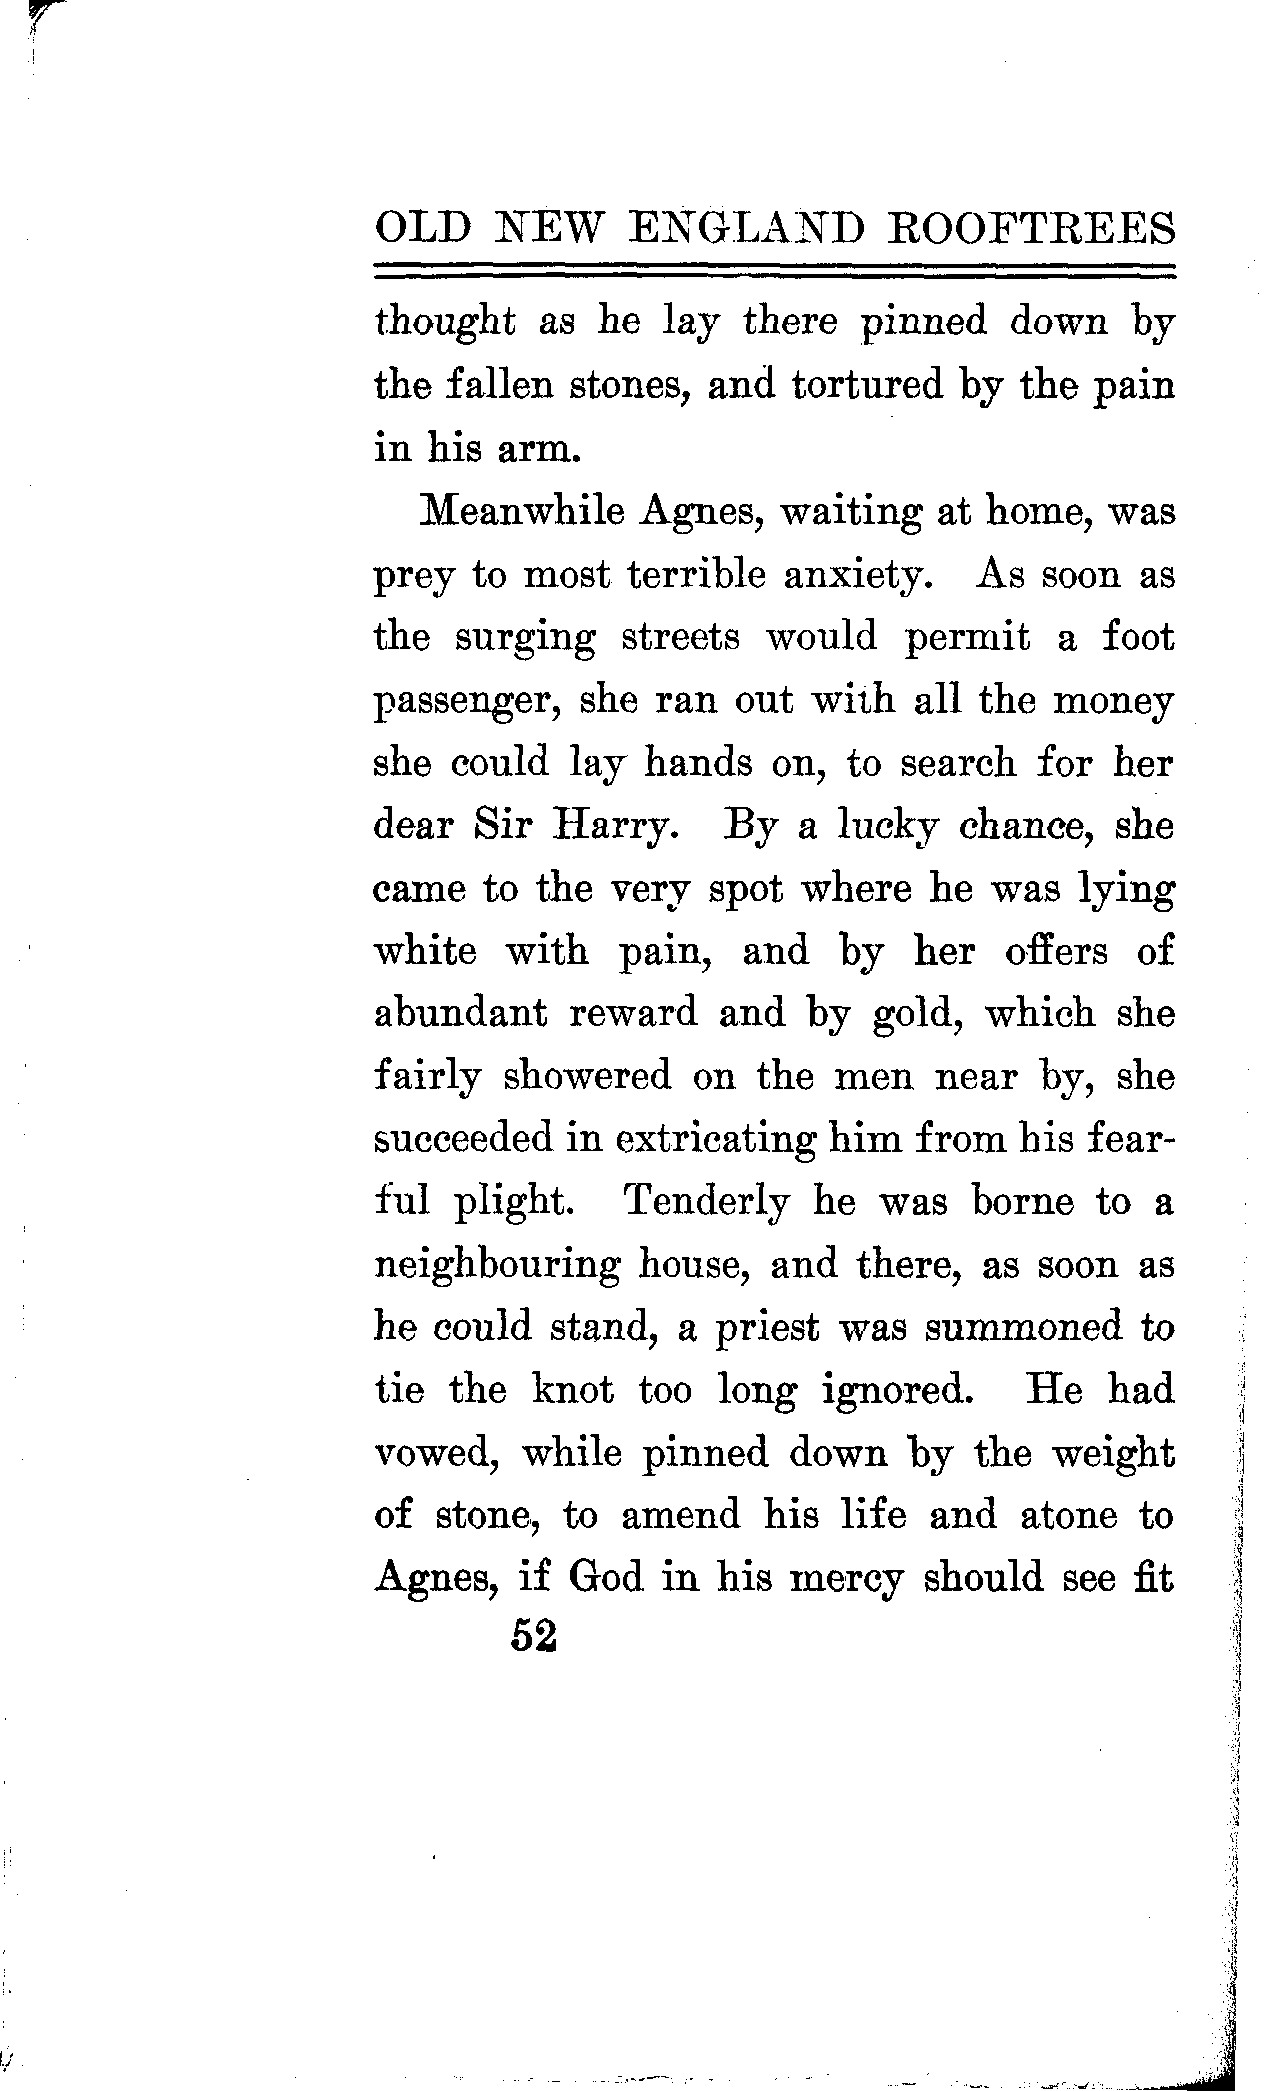 OLD NEW ENGLAND ROOFTREES
thought as he lay there pinned down by
the fallen stones, and tortured by the pain
in his arm.
Meanwhile Agnes, waiting at home, was
prey to most terrible anxiety. As soon as
the surging streets would permit a foot
passenger, she ran out with all the money
she could lay hands on, to search for her
dear Sir Harry. By a lucky chance, she
came to the very spot where he was lying
white with pain, and by her offers of
abundant reward and by gold, which she
fairly showered on the men near by, she
succeeded in extricating him from his fear-
ful plight. Tenderly he was borne to a
neighbouring house, and there, as soon as
he could stand, a priest was summoned to
tie the knot too long ignored. He had
vowed, while pinned down by the weight
of stone, to amend his life and atone to
Agnes, if God in his mercy should see fit
52